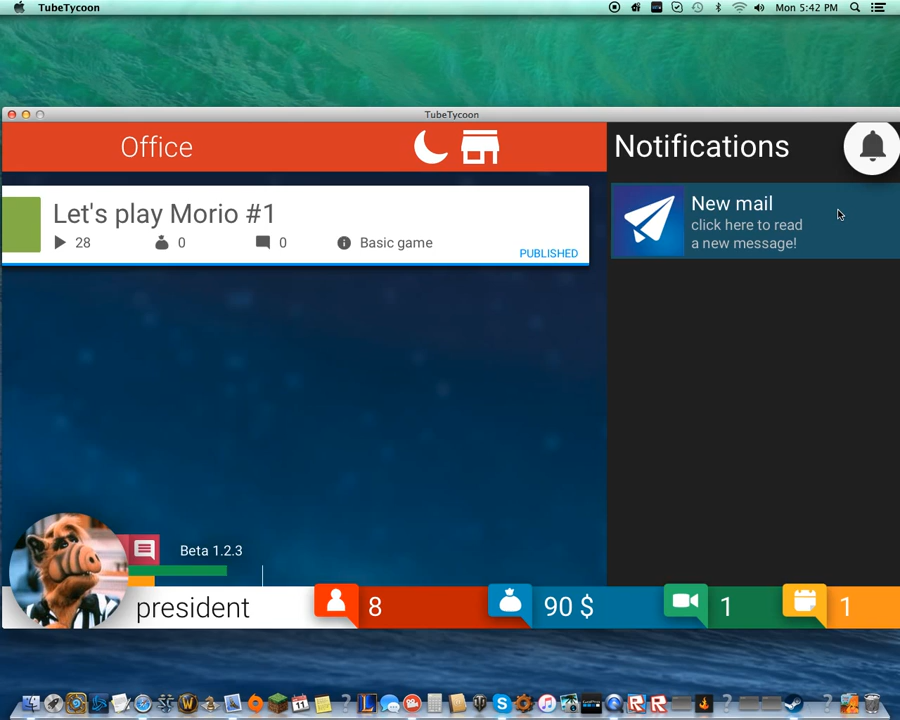 TubeTycoon
Mon 5:42 PM
TubeTycoon
Office
Notifications
Let's play Morio #1
28 0 0 Basic game
PUBLISHED
New mail
click here to read
a new message!
Beta 1.2.3
president
8
90 $
1
1